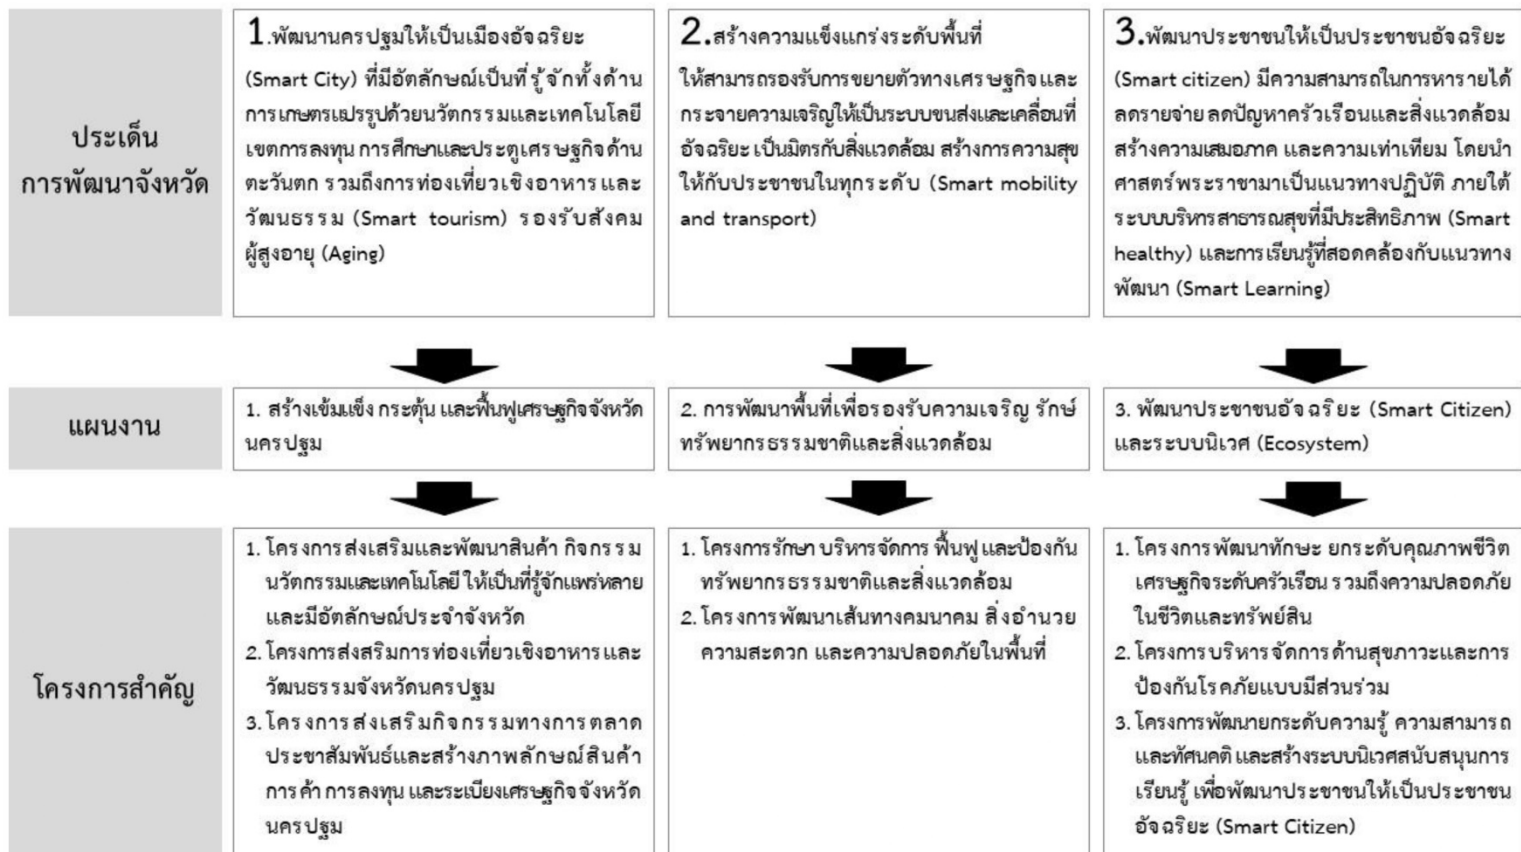 ประเด็น
การพัฒนาจังหวัด
1.พัฒนานครปฐมให้เป็นเมืองอัจฉริยะ
(Smart City) ที่มีอัตลักษณ์เป็นที่รู้จักทั้งด้าน
การเกษตรแปรรูปด้วยนวัตกรรมและเทคโนโลยี
เขตการลงทุน การศึกษาและประตูเศรษฐกิจด้าน
ตะวันตก รวมถึงการท่องเที่ยวเชิงอาหารและ
วัฒนธรรม (Smart tourism) รองรับสังคม
ผู้สูงอายุ (Aging)
2.สร้างความแข็งแกร่งระดับพื้นที่
ให้สามารถรองรับการขยายตัวทางเศรษฐกิจและ
กระจายความเจริญให้เป็นระบบขนส่งและเคลื่อนที่
อัจฉริยะ เป็นมิตรกับสิ่งแวดล้อม สร้างการความสุข
ให้กับประชาชนในทุกระดับ (Smart mobility
and transport)
3.พัฒนาประชาชนให้เป็นประชาชนอัจฉริยะ
(Smart citizen) มีความสามารถในการหารายได้
ลดรายจ่าย ลดปัญหาครัวเรือนและสิ่งแวดล้อม
สร้างความเสมอภาค และความเท่าเทียม โดยนำ
ศาสตร์พระราชามาเป็นแนวทางปฏิบัติ ภายใต้
ระบบบริหารสาธารณสุขที่มีประสิทธิภาพ (Smart
healthy) และการเรียนรู้ที่สอดคล้องกับแนวทาง
พัฒนา (Smart Learning)
แผนงาน
1. สร้างเข้มแข็ง กระตุ้น และฟื้นฟูเศรษฐกิจจังหวัด
นครปฐม
2. การพัฒนาพื้นที่เพื่อรองรับความเจริญ รักษ์
ทรัพยากรธรรมชาติและสิ่งแวดล้อม
3. พัฒนาประชาชนอัจฉริยะ (Smart Citizen)
และระบบนิเวศ (Ecosystem)
โครงการสำคัญ
1. โครงการส่งเสริมและพัฒนาสินค้า กิจกรรม
นวัตกรรมและเทคโนโลยี ให้เป็นที่รู้จักแพร่หลาย
และมีอัตลักษณ์ประจำจังหวัด
2. โครงการส่งสริมการท่องเที่ยวเชิงอาหารและ
วัฒนธรรมจังหวัดนครปฐม
3. โครงการส่งเสริมกิจกรรมทางการตลาด
ประชาสัมพันธ์และสร้างภาพลักษณ์สินค้า
การค้า การลงทุน และระเบียงเศรษฐกิจจังหวัด
นครปฐม
1. โครงการรักษา บริหารจัดการ ฟื้นฟู และป้องกัน
ทรัพยากรธรรมชาติและสิ่งแวดล้อม
2. โครงการพัฒนาเส้นทางคมนาคม สิ่งอำนวย
ความสะดวก และความปลอดภัยในพื้นที่
1. โครงการพัฒนาทักษะ ยกระดับคุณภาพชีวิต
เศรษฐกิจระดับครัวเรือน รวมถึงความปลอดภัย
ในชีวิตและทรัพย์สิน
2. โครงการบริหารจัดการด้านสุขภาวะและการ
ป้องกันโรคภัยแบบมีส่วนร่วม
3. โครงการพัฒนายกระดับความรู้ ความสามารถ
และทัศนคติ และสร้างระบบนิเวศสนับสนุนการ
เรียนรู้ เพื่อพัฒนาประชาชนให้เป็นประชาชน
อัจฉริยะ (Smart Citizen)